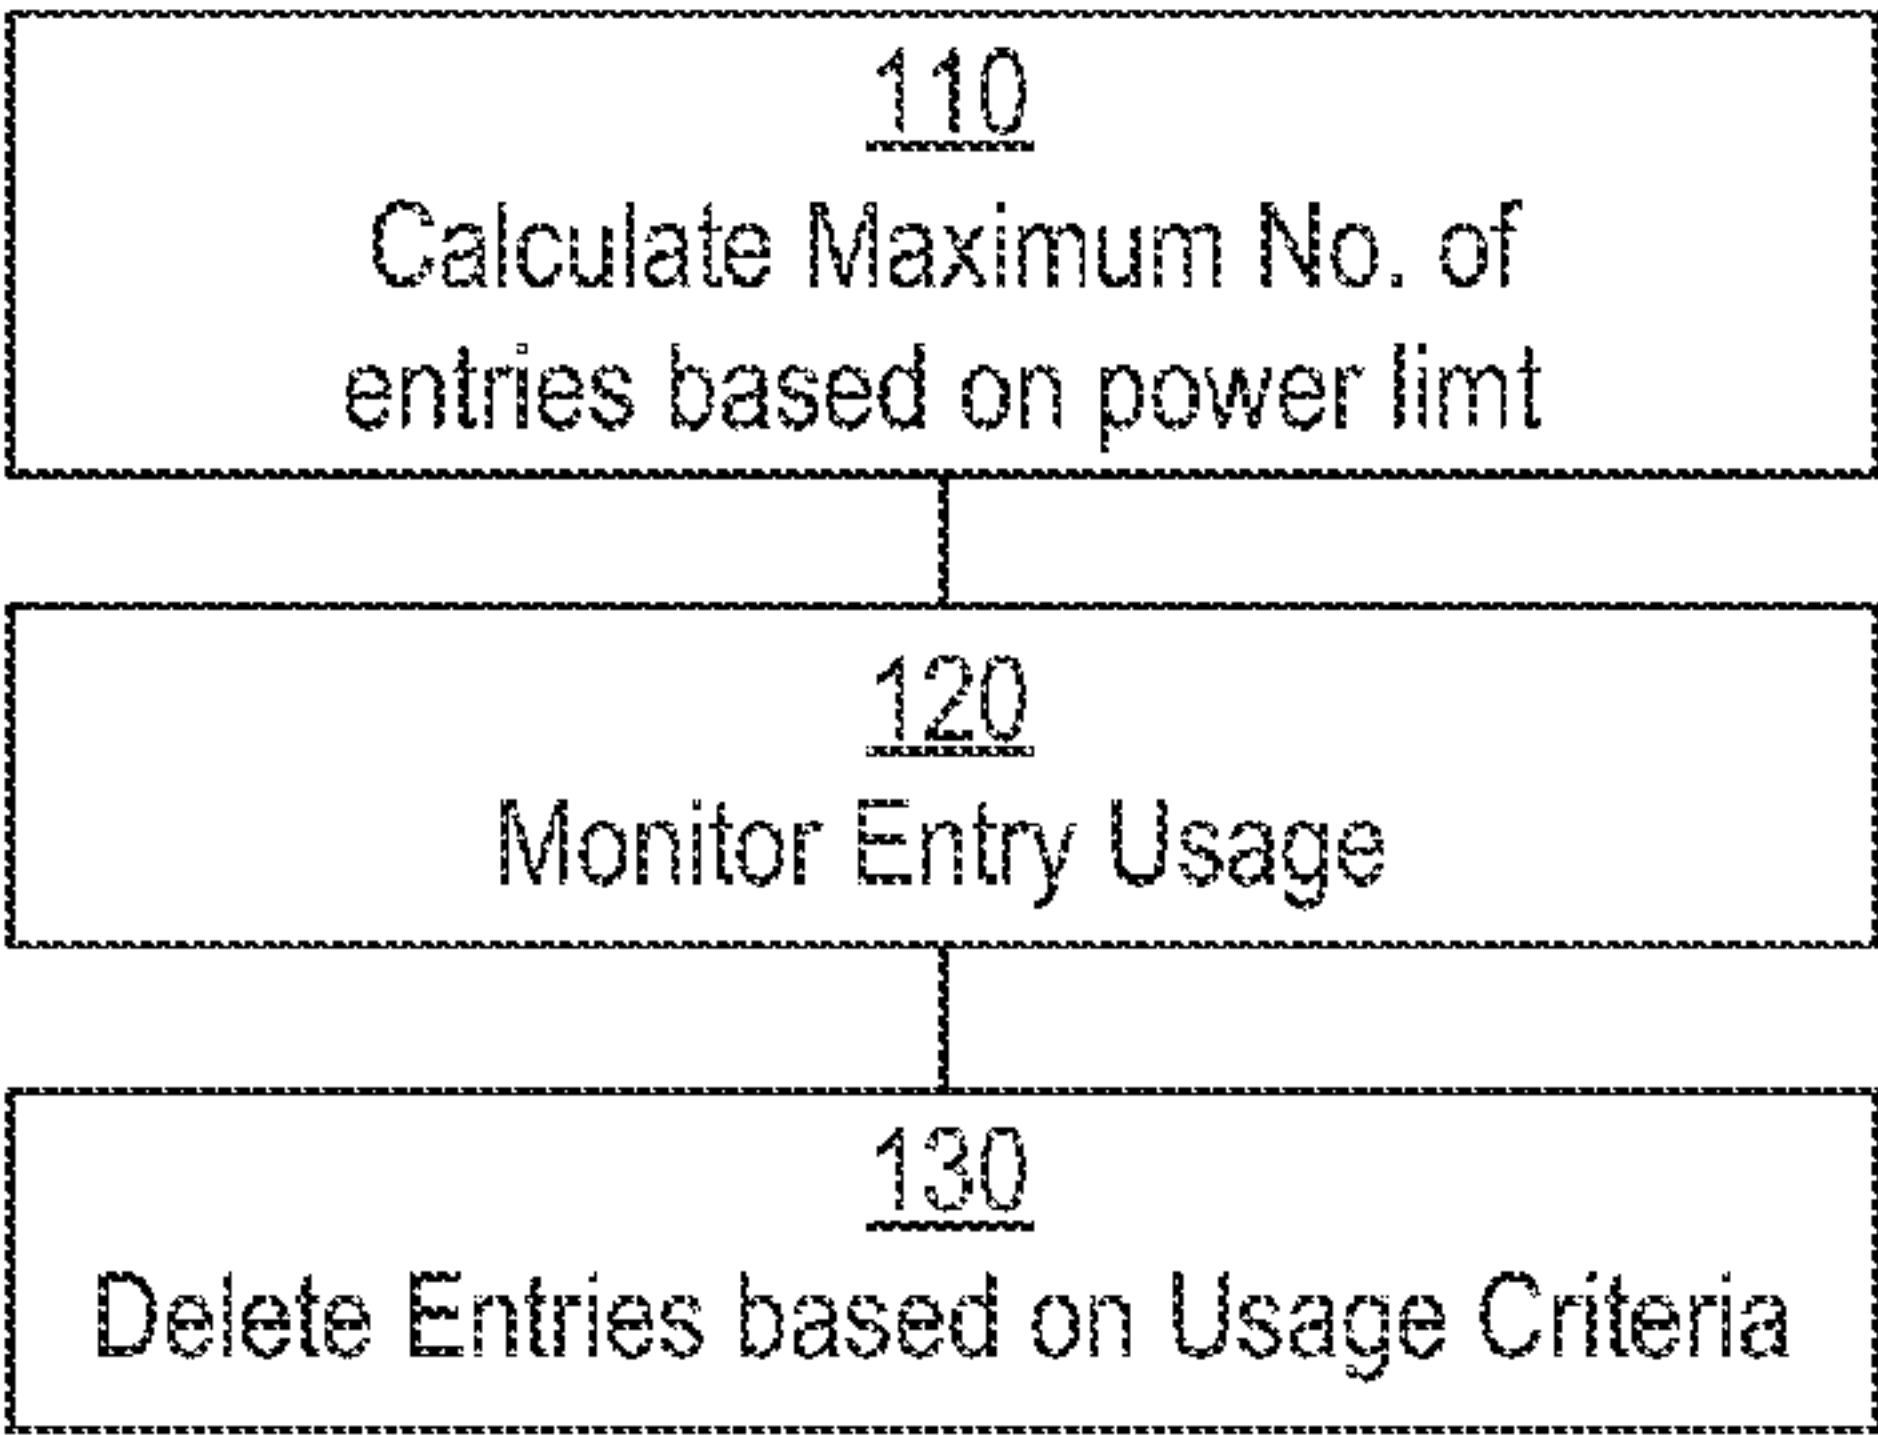 110
Calculate Maximum No. of
entries based on power limt
120
Monitor Entry Usage
130
Delete Entries based on Usage Criteria